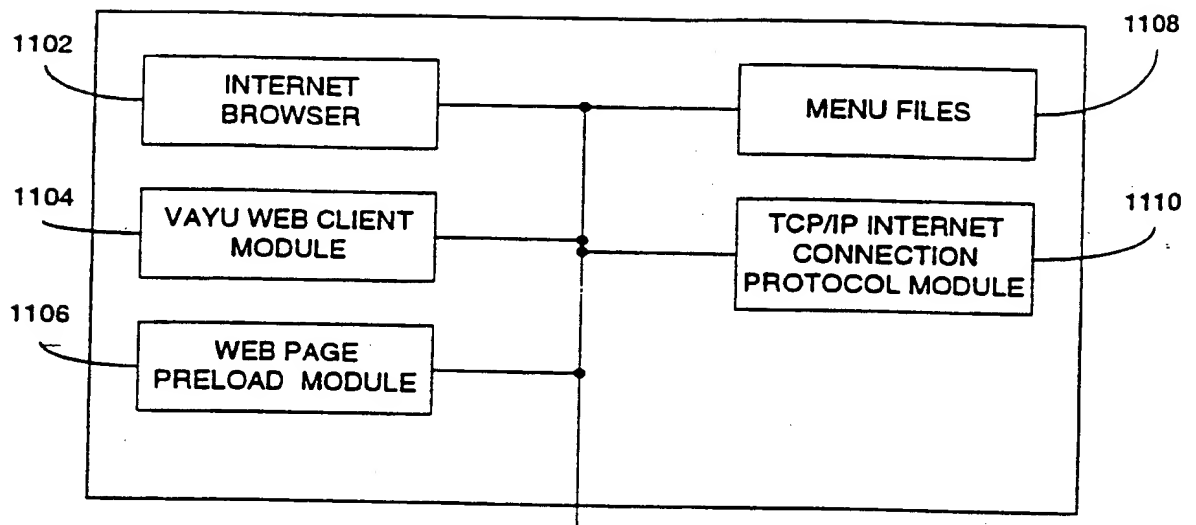 1102
INTERNET
BROWSER
1108
MENU FILES
1104
VAYU WEB CLIENT
MODULE
1110
TCP/IP INTERNET
CONNECTION
PROTOCOL MODULE
1106
WEB PAGE
PRELOAD MODULE